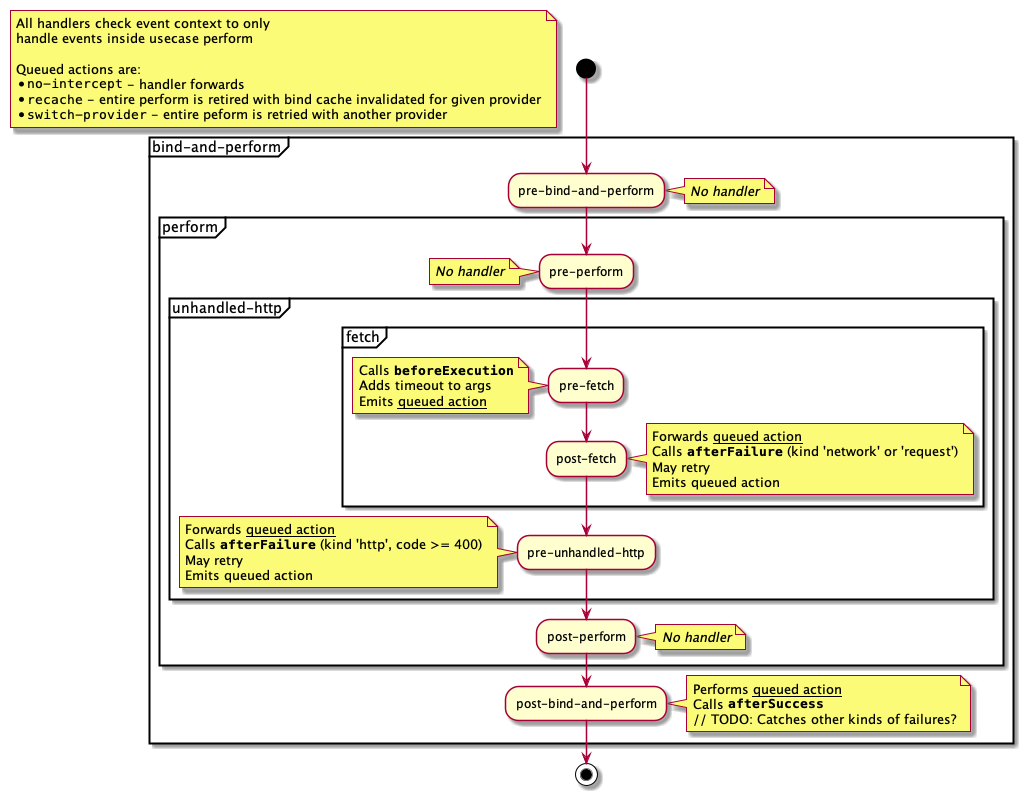 All handlers check event context to only
handle events inside usecase perform
Queued actions are:
• no-intercept - handler forwards
• recache - entire perform is retired with bind cache invalidated for given provider
• switch-provider - entire peform is retried with another provider
bind-and-perform
pre-bind-and-perform
No handler
perform
No handler
pre-perform
unhandled-http
fetch
Calls beforeExecution
Adds timeout to args
Emits queued action
pre-fetch
post-fetch
Forwards queued action
Calls afterFailure (kind 'network' or 'request')
May retry
Emits queued action
Forwards queued action
Calls afterFailure (kind 'http', code >= 400)
May retry
Emits queued action
pre-unhandled-http
post-perform
No handler
post-bind-and-perform
Performs queued action
Calls afterSuccess
// TODO: Catches other kinds of failures?